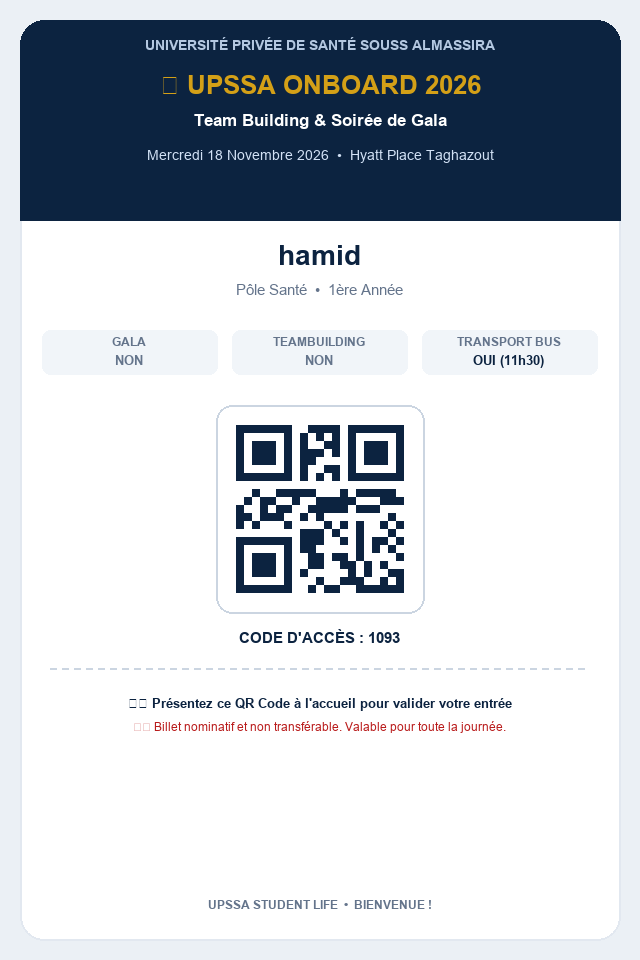 UNIVERSITÉ PRIVÉE DE SANTÉ SOUSS ALMASSIRA
UPSSA ONBOARD 2026
Team Building & Soirée de Gala
Mercredi 18 Novembre 2026 • Hyatt Place Taghazout
hamid
Pôle Santé • 1ère Année
GALA
NON
TEAMBUILDING
NON
TRANSPORT BUS
OUI (11h30)
CODE D'ACCÈS : 1093
Présentez ce QR Code à l'accueil pour valider votre entrée
Billet nominatif et non transférable. Valable pour toute la journée.
UPSSA STUDENT LIFE • BIENVENUE !